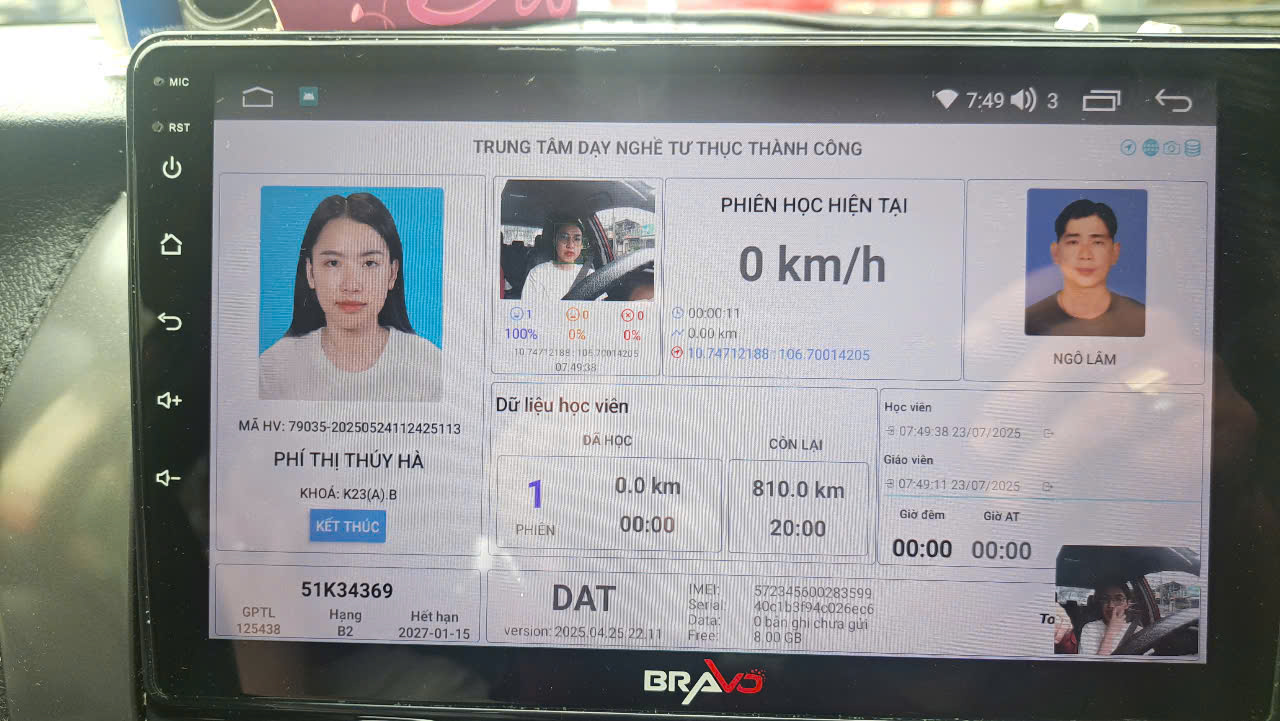 MIC
RST
7:49 3
TRUNG TÂM DẠY NGHỀ TƯ THỤC THÀNH CÔNG
MÃ HV: 79035-20250524112425113
PHÍ THỊ THÚY HÀ
KHOÁ: K23(A).B
KẾT THÚC
1 0 0
100% 0% 0%
10.74712188 : 106.70014205
07:49:38
PHIÊN HỌC HIỆN TẠI
0 km/h
00:00:11
0.00 km
10.74712188 : 106.70014205
NGÔ LÂM
Dữ liệu học viên
ĐÃ HỌC
1
PHIÊN
0.0 km
00:00
CÒN LẠI
810.0 km
20:00
Học viên
07:49:38 23/07/2025
Giáo viên
07:49:11 23/07/2025
Giờ đêm Giờ AT
00:00 00:00
51K34369
GPTL
125438
Hạng
B2
Hết hạn
2027-01-15
DAT
version: 2025.04.25.22.11
IMEI: 572345600283599
Serial: 40c1b3f94c026ec6
Data: 0 bản ghi chưa gửi
Free: 8.00 GB
To
BRAVO